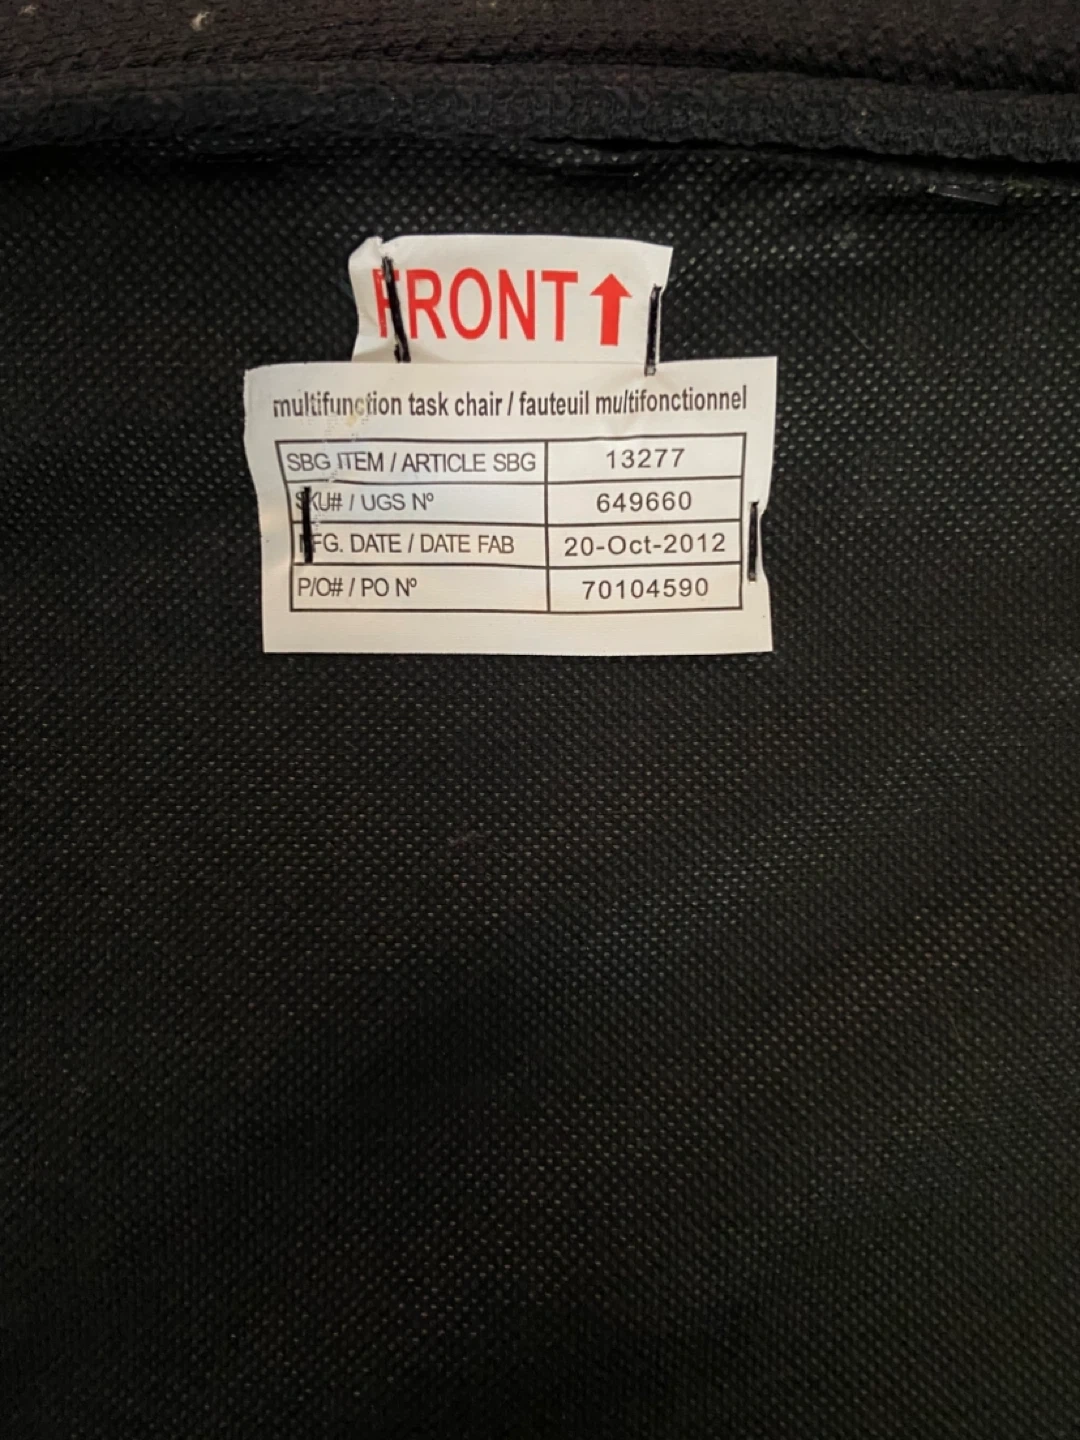 FRONT ↑
multifunction task chair / fauteuil multifonctionnel
SBG ITEM / ARTICLE SBG 13277
SKU# / UGS Nº 649660
MFG. DATE / DATE FAB 20-Oct-2012
P/O# / PO Nº 70104590